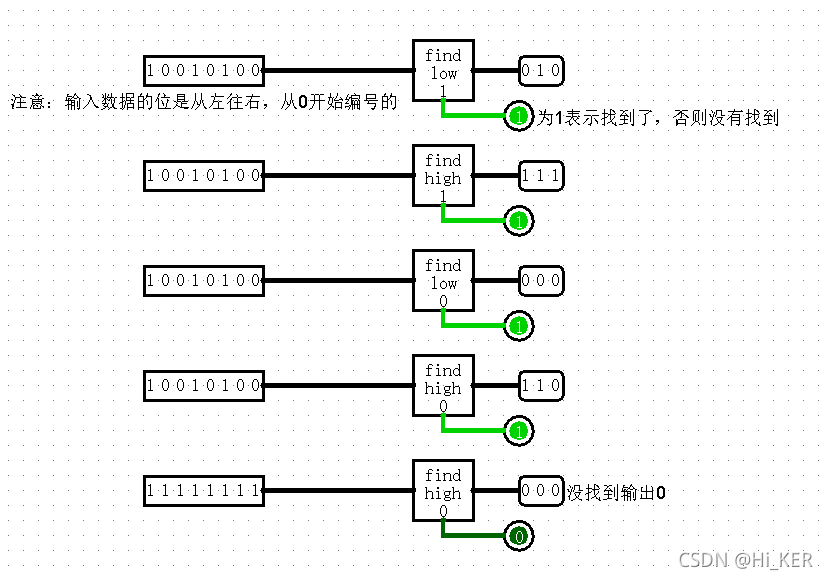 1 0 0 1 0 1 0 0
find
low
1
0 1 0
注意：输入数据的位是从左往右，从0开始编号的
1
为1表示找到了，否则没有找到
1 0 0 1 0 1 0 0
find
high
1
1 1 1
1
1 0 0 1 0 1 0 0
find
low
0
0 0 0
1
1 0 0 1 0 1 0 0
find
high
0
1 1 0
1
1 1 1 1 1 1 1 1
find
high
0
0 0 0
没找到输出0
0
CSDN @Hi_KER